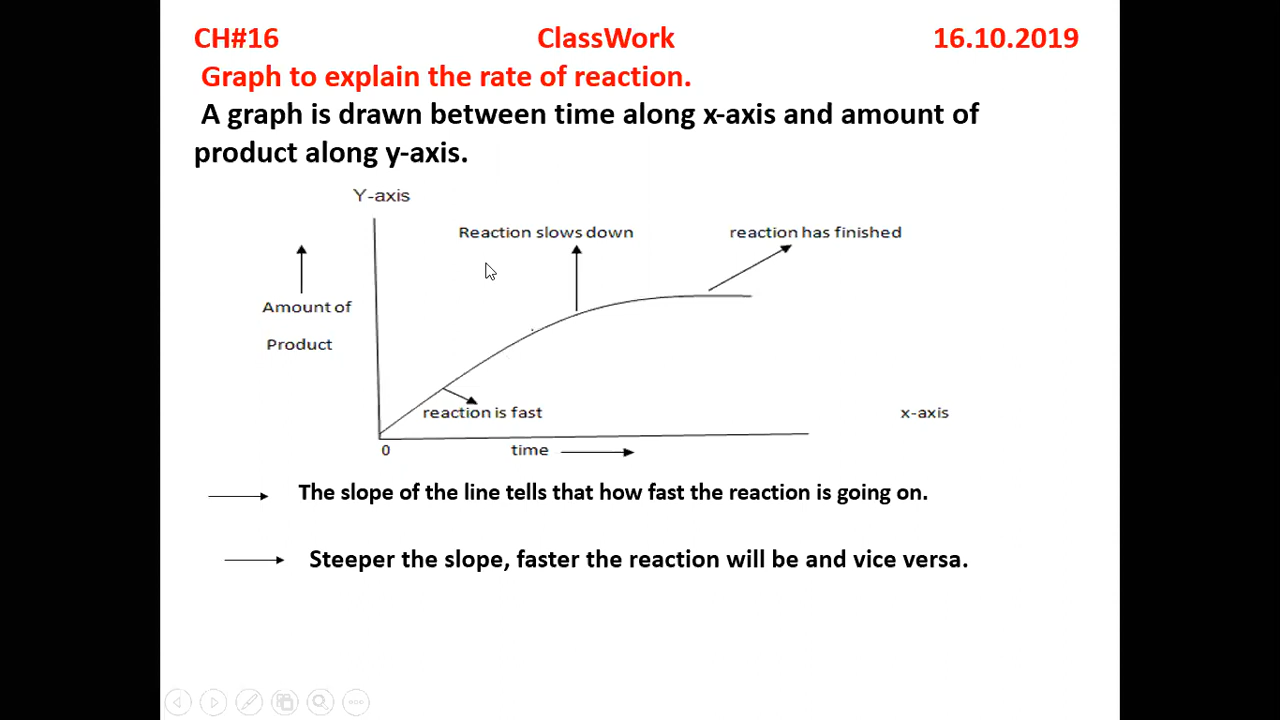 CH#16 ClassWork 16.10.2019
Graph to explain the rate of reaction.
A graph is drawn between time along x-axis and amount of
product along y-axis.
Y-axis
Reaction slows down
reaction has finished
Amount of
Product
reaction is fast
x-axis
0
time
The slope of the line tells that how fast the reaction is going on.
Steeper the slope, faster the reaction will be and vice versa.